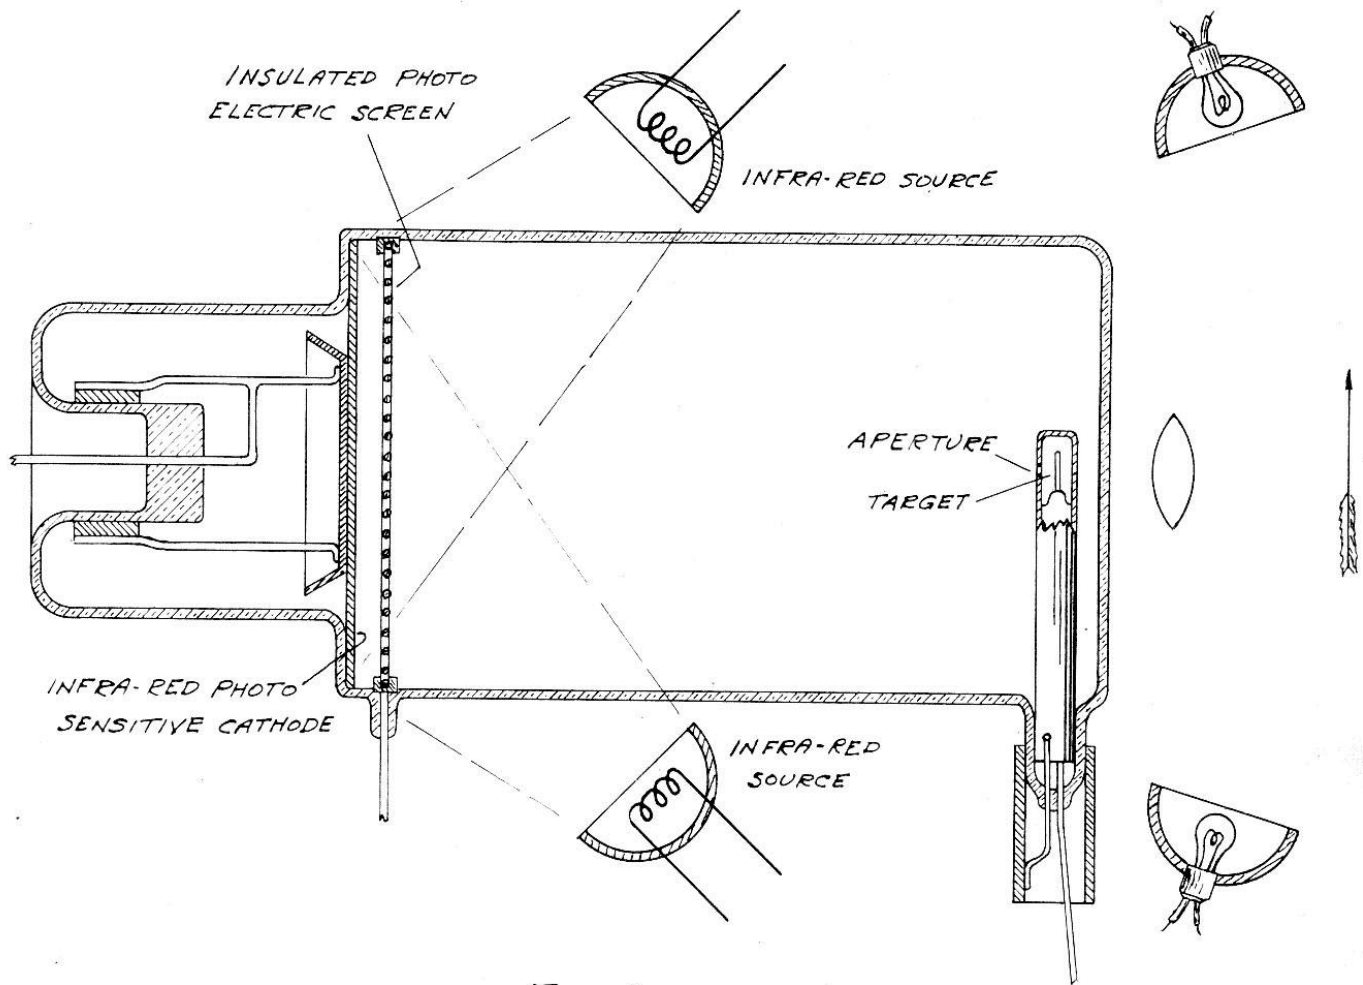 INSULATED PHOTO
ELECTRIC SCREEN
INFRA-RED SOURCE
APERTURE
TARGET
INFRA-RED PHOTO
SENSITIVE CATHODE
INFRA-RED
SOURCE